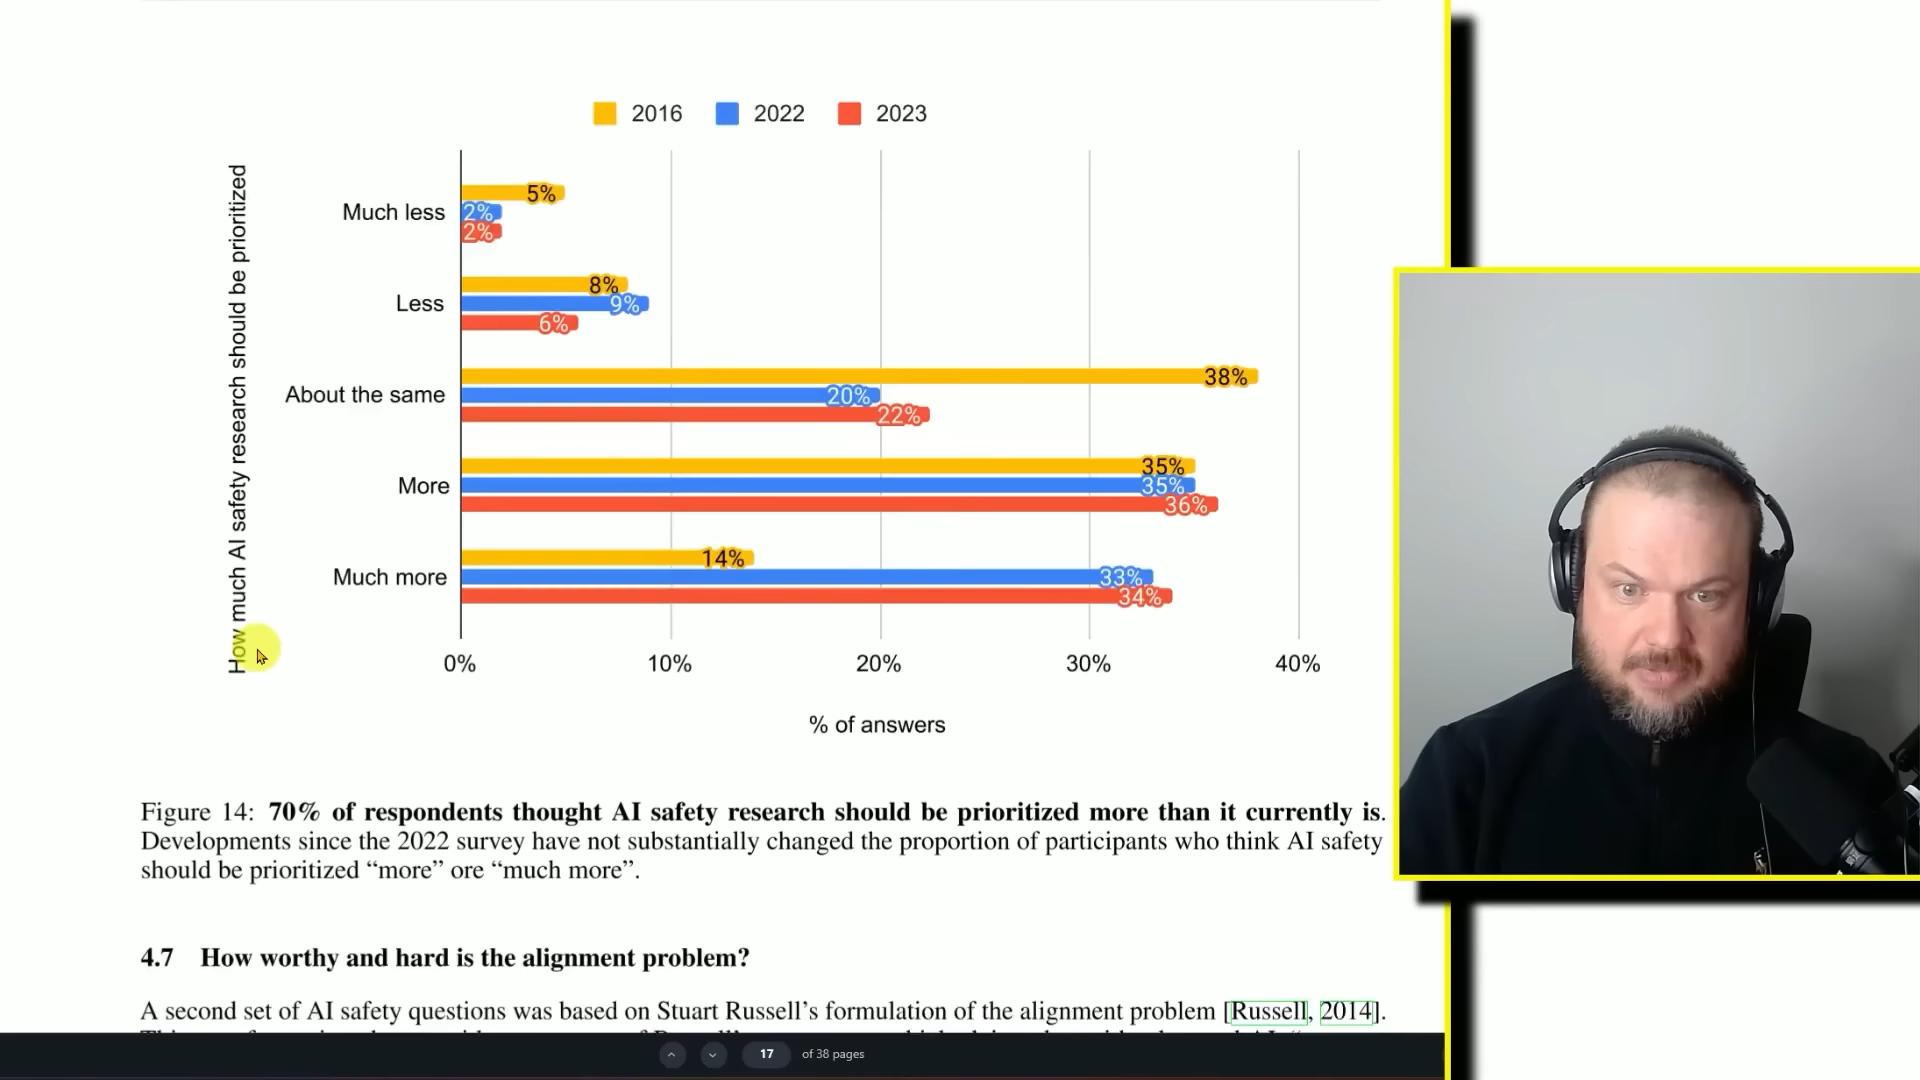 2016 2022 2023
How much AI safety research should be prioritized
Much less
5%
2%
2%
Less
8%
9%
6%
About the same
38%
20%
22%
More
35%
35%
36%
Much more
14%
33%
34%
0% 10% 20% 30% 40%
% of answers
Figure 14: 70% of respondents thought AI safety research should be prioritized more than it currently is.
Developments since the 2022 survey have not substantially changed the proportion of participants who think AI safety
should be prioritized “more” ore “much more”.
4.7 How worthy and hard is the alignment problem?
A second set of AI safety questions was based on Stuart Russell’s formulation of the alignment problem [Russell, 2014].
17 of 38 pages